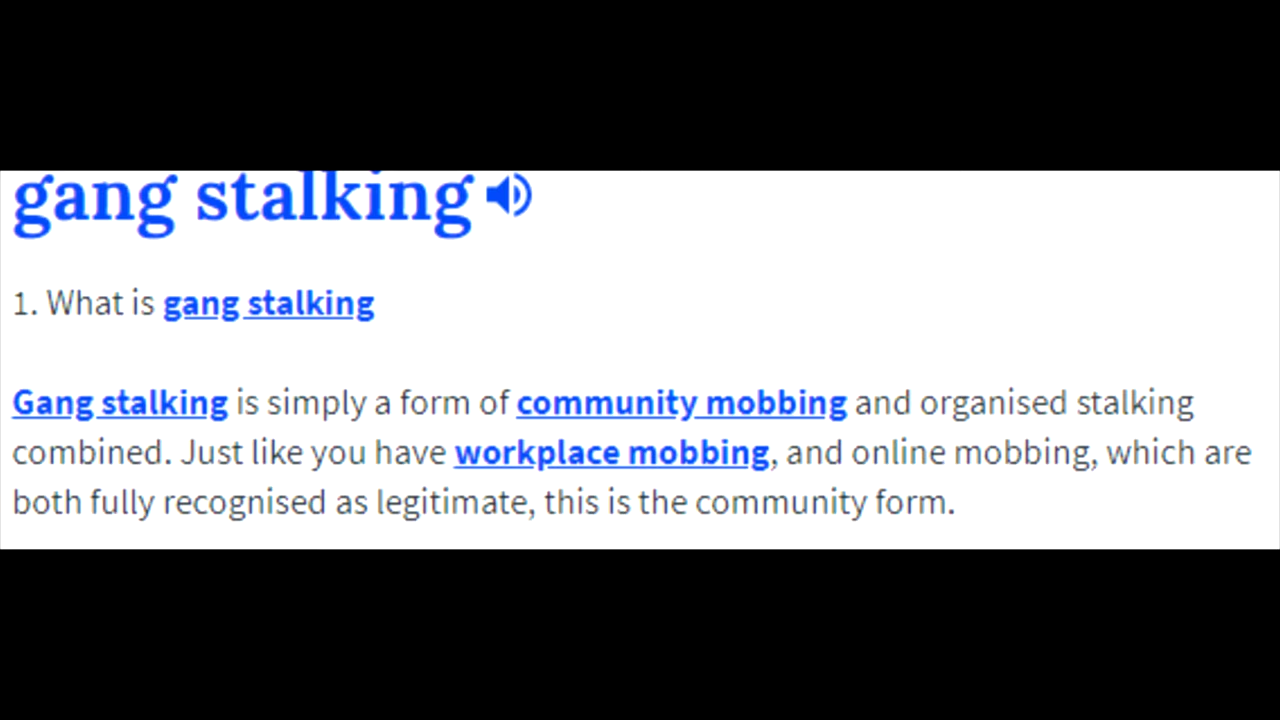 gang stalking
1. What is gang stalking
Gang stalking is simply a form of community mobbing and organised stalking
combined. Just like you have workplace mobbing, and online mobbing, which are
both fully recognised as legitimate, this is the community form.